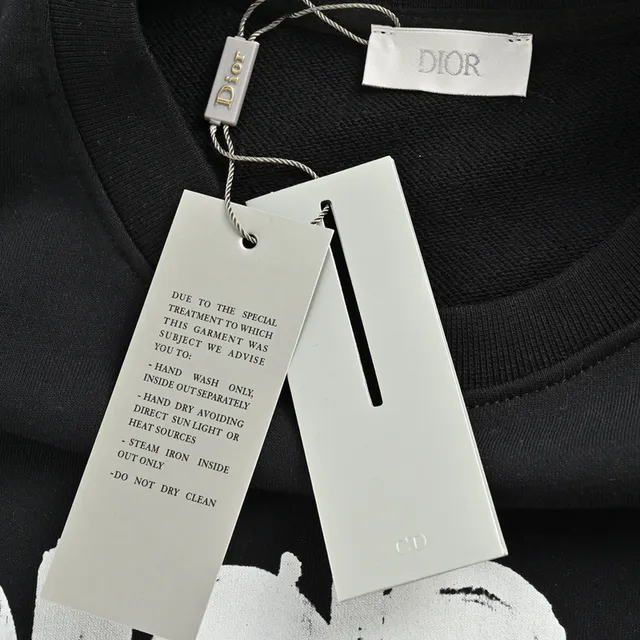 DIOR
Dior
DUE TO THE SPECIAL
TREATMENT TO WHICH
THIS GARMENT WAS
SUBJECT WE ADVISE
YOU TO:
- HAND WASH ONLY,
INSIDE OUT SEPARATELY
- HAND DRY AVOIDING
DIRECT SUN LIGHT OR
HEAT SOURCES
- STEAM IRON INSIDE
OUT ONLY
-DO NOT DRY CLEAN
CD